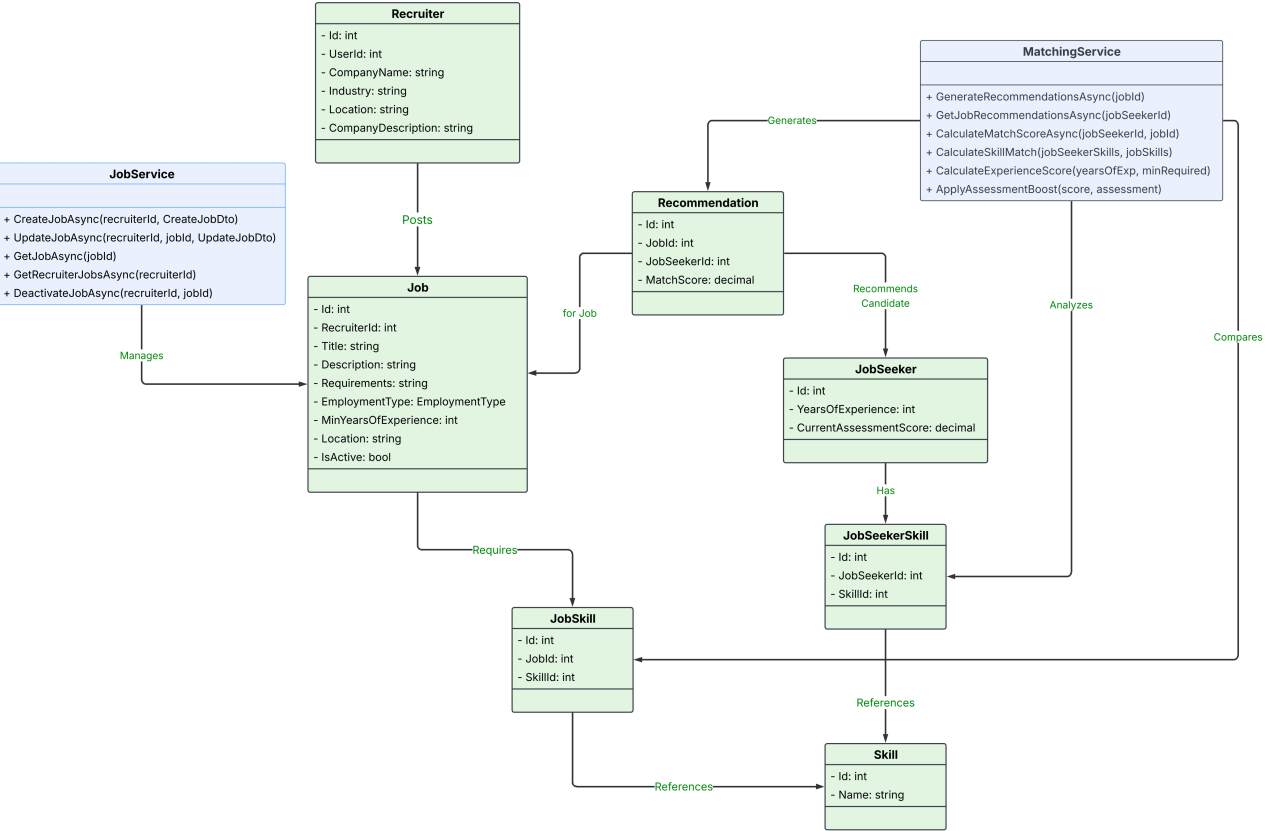 Recruiter
- Id: int
- UserId: int
- CompanyName: string
- Industry: string
- Location: string
- CompanyDescription: string
MatchingService
+ GenerateRecommendationsAsync(jobId)
+ GetJobRecommendationsAsync(jobSeekerId)
+ CalculateMatchScoreAsync(jobSeekerId, jobId)
+ CalculateSkillMatch(jobSeekerSkills, jobSkills)
+ CalculateExperienceScore(yearsOfExp, minRequired)
+ ApplyAssessmentBoost(score, assessment)
Generates
JobService
+ CreateJobAsync(recruiterId, CreateJobDto)
+ UpdateJobAsync(recruiterId, jobId, UpdateJobDto)
+ GetJobAsync(jobId)
+ GetRecruiterJobsAsync(recruiterId)
+ DeactivateJobAsync(recruiterId, jobId)
Posts
Recommendation
- Id: int
- JobId: int
- JobSeekerId: int
- MatchScore: decimal
Job
- Id: int
- RecruiterId: int
- Title: string
- Description: string
- Requirements: string
- EmploymentType: EmploymentType
- MinYearsOfExperience: int
- Location: string
- IsActive: bool
Manages
for Job
Recommends
Candidate
Analyzes
Compares
JobSeeker
- Id: int
- YearsOfExperience: int
- CurrentAssessmentScore: decimal
Has
JobSeekerSkill
- Id: int
- JobSeekerId: int
- SkillId: int
Requires
JobSkill
- Id: int
- JobId: int
- SkillId: int
References
Skill
- Id: int
- Name: string
References